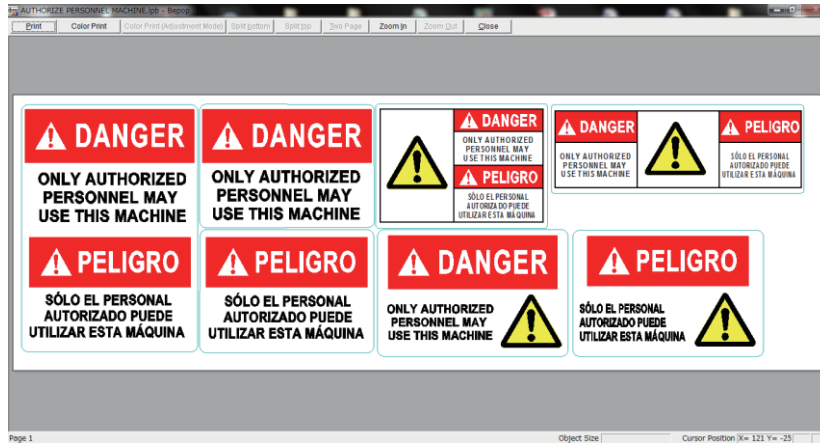 AUTHORIZE PERSONNEL MACHINE.lpb - Bepop
Print Color Print Color Print (Adjustment Mode) Split bottom Split top Two Page Zoom In Zoom Out Close
DANGER
ONLY AUTHORIZED
PERSONNEL MAY
USE THIS MACHINE
PELIGRO
SÓLO EL PERSONAL
AUTORIZADO PUEDE
UTILIZAR ESTA MÁQUINA
DANGER
ONLY AUTHORIZED
PERSONNEL MAY
USE THIS MACHINE
PELIGRO
SÓLO EL PERSONAL
AUTORIZADO PUEDE
UTILIZAR ESTA MÁQUINA
DANGER
ONLY AUTHORIZED
PERSONNEL MAY
USE THIS MACHINE
PELIGRO
SÓLO EL PERSONAL
AUTORIZADO PUEDE
UTILIZAR ESTA MÁQUINA
DANGER
ONLY AUTHORIZED
PERSONNEL MAY
USE THIS MACHINE
PELIGRO
SÓLO EL PERSONAL
AUTORIZADO PUEDE
UTILIZAR ESTA MÁQUINA
DANGER
ONLY AUTHORIZED
PERSONNEL MAY
USE THIS MACHINE
PELIGRO
SÓLO EL PERSONAL
AUTORIZADO PUEDE
UTILIZAR ESTA MÁQUINA
Page 1 Object Size Cursor Position X= 121 Y= -25